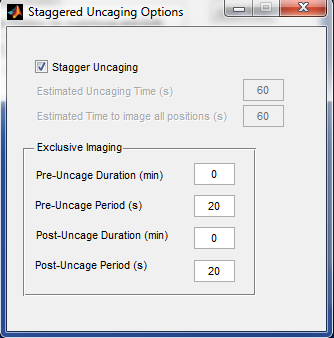 Staggered Uncaging Options
Stagger Uncaging
Estimated Uncaging Time (s) 60
Estimated Time to image all positions (s) 60
Exclusive Imaging
Pre-Uncage Duration (min) 0
Pre-Uncage Period (s) 20
Post-Uncage Duration (min) 0
Post-Uncage Period (s) 20